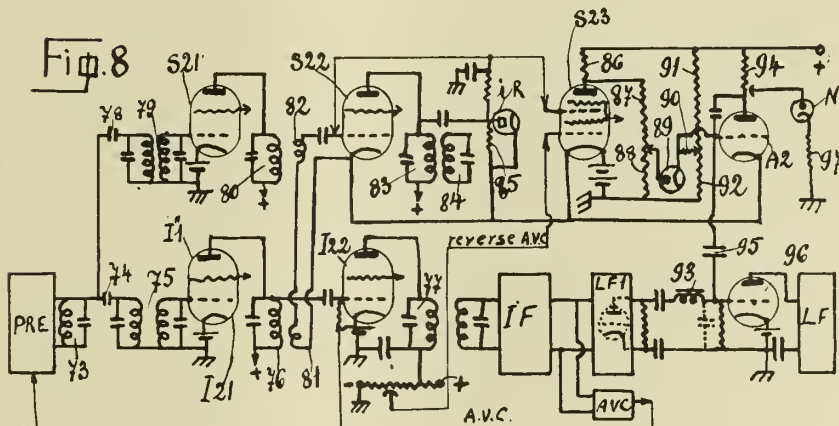 Fig.8
S21
S22
S23
78
79
80
82
83
84
iR
85
86
87
88
89
90
91
92
94
+
N
A2
97
+
+
I'1
I21
I22
reverse A.V.C.
PRE
73
74
75
76
+
81
77
-
+
IF
LF1
93
95
96
LF
AVC
A.V.C.